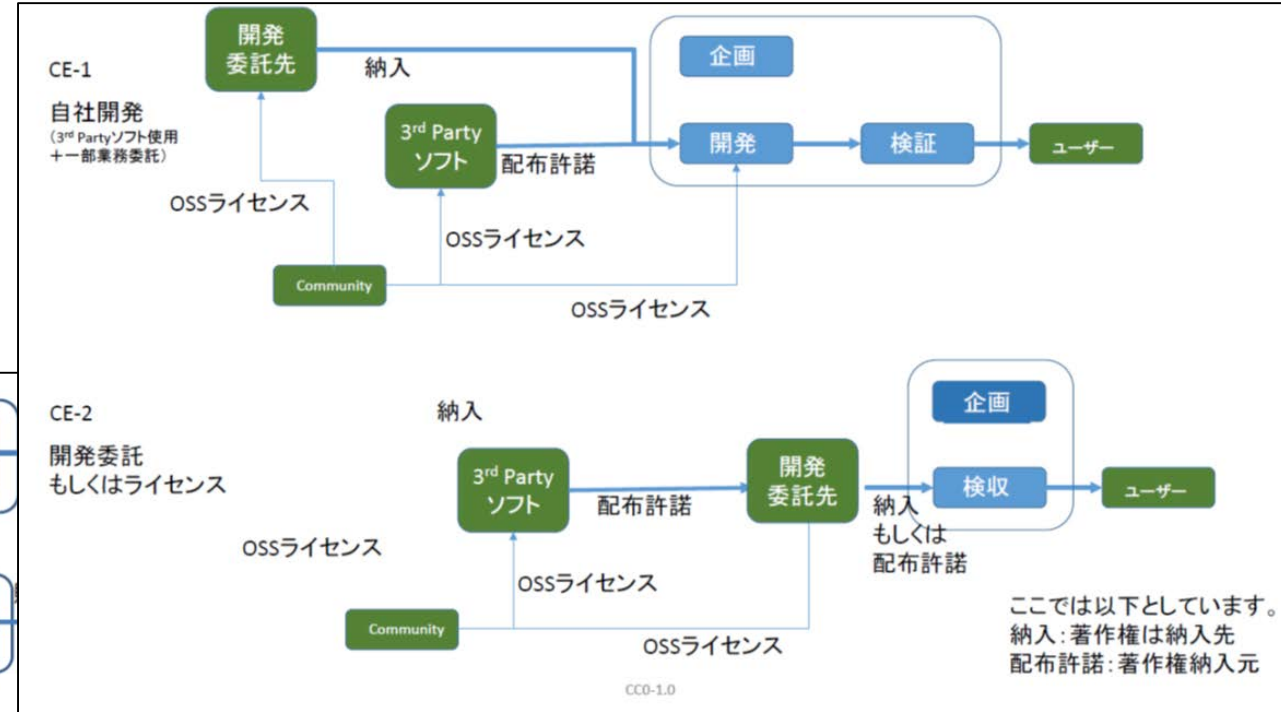 CE-1
自社開発
(3rd Partyソフト使用
+一部業務委託)
開発
委託先
納入
3rd Party
ソフト
配布許諾
企画
開発
検証
ユーザー
OSSライセンス
OSSライセンス
Community
OSSライセンス
CE-2
開発委託
もしくはライセンス
納入
3rd Party
ソフト
配布許諾
開発
委託先
納入
もしくは
配布許諾
企画
検収
ユーザー
OSSライセンス
OSSライセンス
Community
OSSライセンス
ここでは以下としています。
納入:著作権は納入先
配布許諾:著作権納入元
CC0-1.0